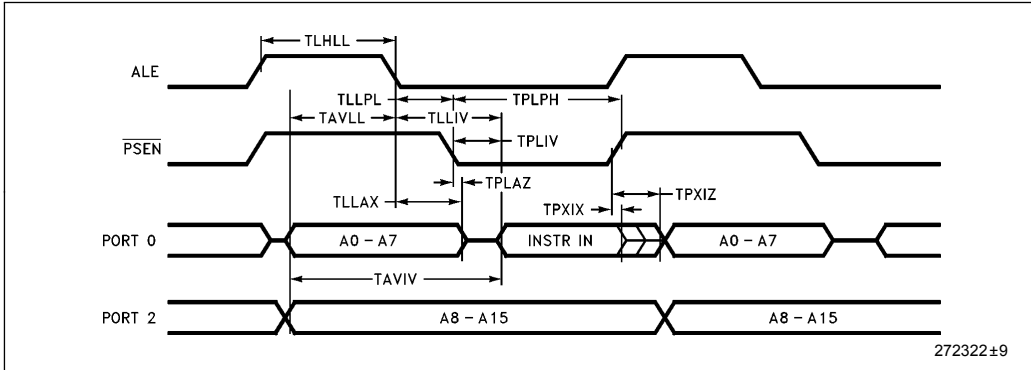 TLHLL
ALE
TLLPL
TPLPH
TAVLL
TLLIV
PSEN
TPLIV
TPLAZ
TLLAX
TPXIZ
TPXIX
PORT 0
A0 - A7
INSTR IN
A0 - A7
TAVIV
PORT 2
A8 - A15
A8 - A15
272322±9